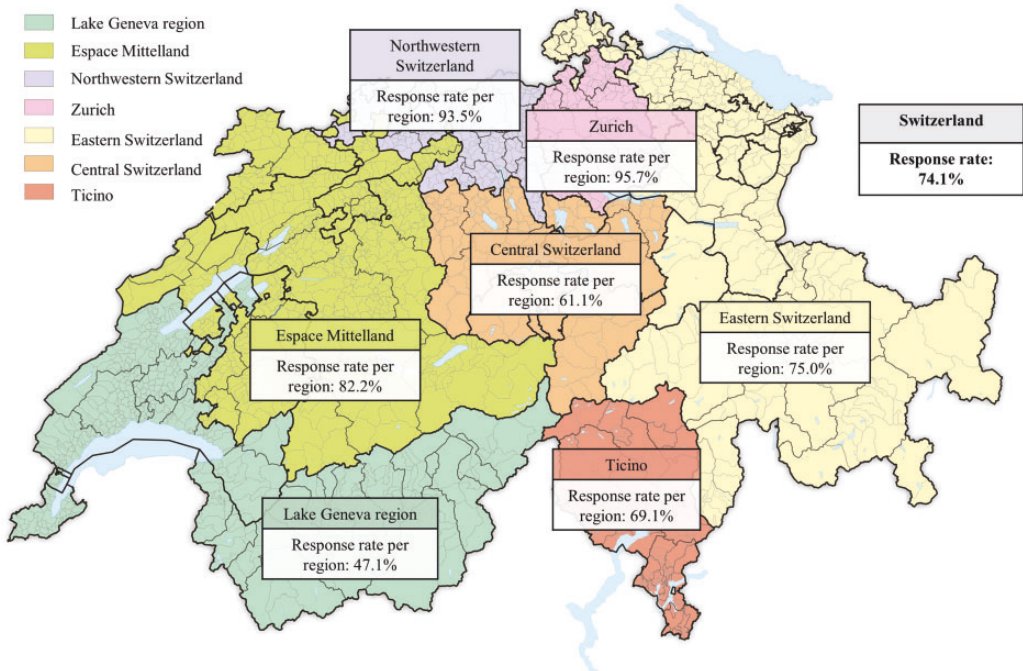 Lake Geneva region
Espace Mittelland
Northwestern Switzerland
Zurich
Eastern Switzerland
Central Switzerland
Ticino
Northwestern
Switzerland
Response rate per
region: 93.5%
Zurich
Response rate per
region: 95.7%
Switzerland
Response rate:
74.1%
Central Switzerland
Response rate per
region: 61.1%
Espace Mittelland
Response rate per
region: 82.2%
Eastern Switzerland
Response rate per
region: 75.0%
Ticino
Response rate per
region: 69.1%
Lake Geneva region
Response rate per
region: 47.1%